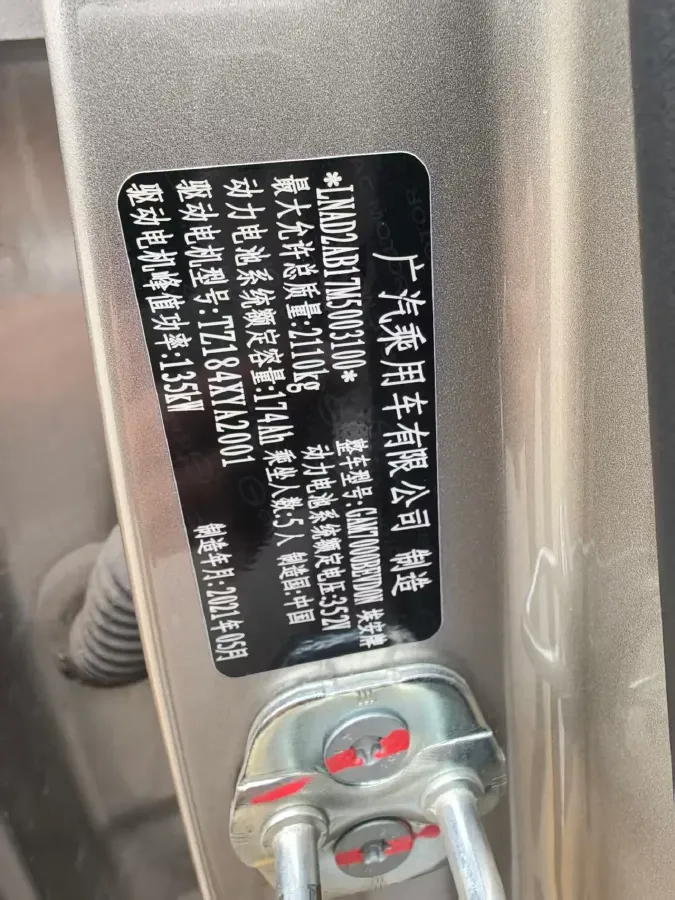 广汽乘用车有限公司 制造
*LNAD2AB17M5003100* 整车型号:GAM7000BEVD0N 埃安牌
最大允许总质量:2110kg 动力电池系统额定电压:352V
动力电池系统额定容量:174Ah 乘坐人数:5人 制造国:中国
驱动电机型号:TZ184XYA2001
驱动电机峰值功率:135kW 制造年月:2021年05月